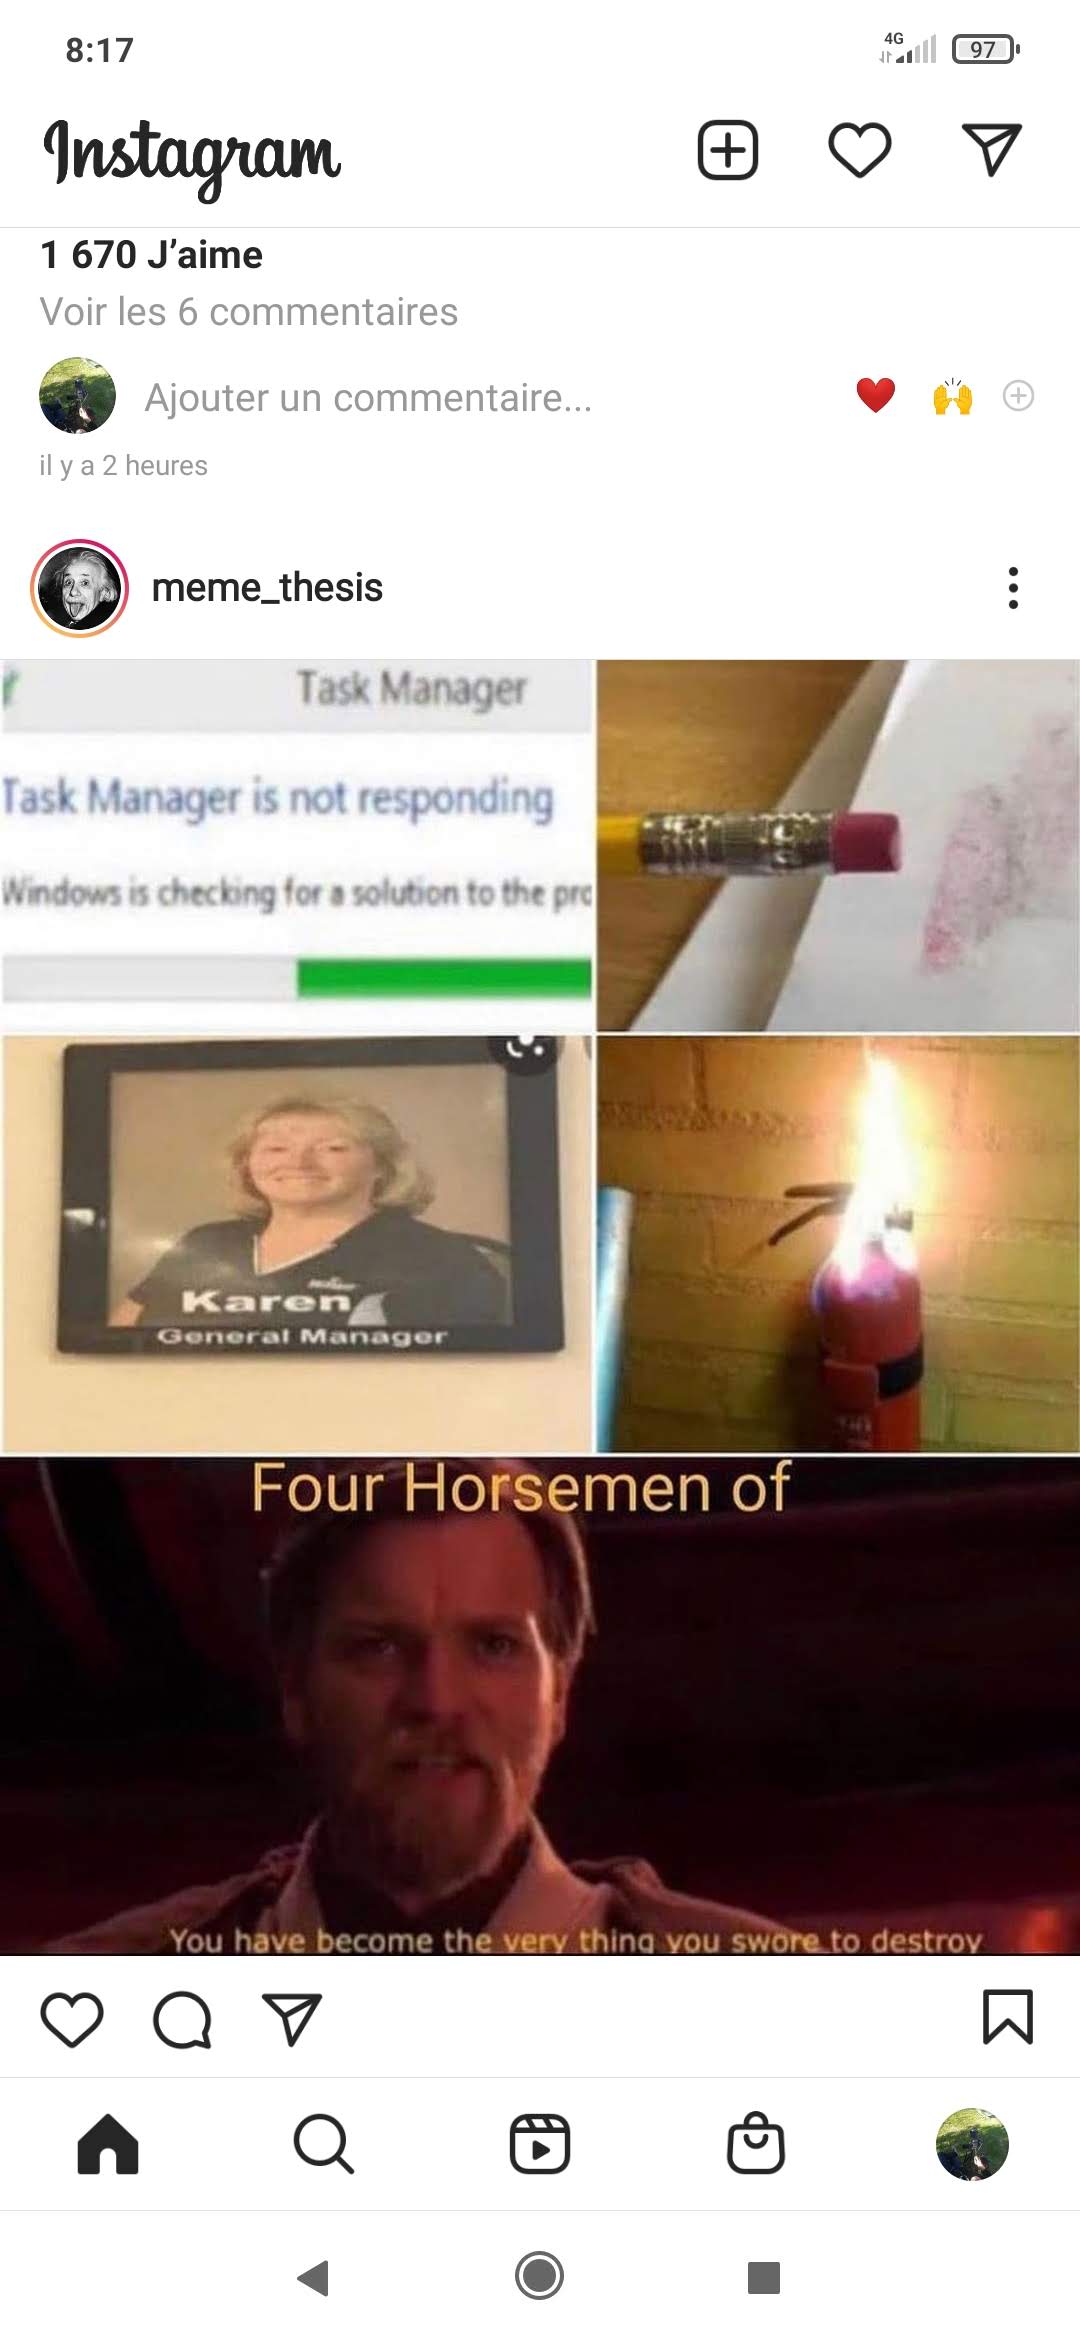 8:17
4G
97
Instagram
1 670 J’aime
Voir les 6 commentaires
Ajouter un commentaire...
il y a 2 heures
meme_thesis
Task Manager
Task Manager is not responding
Windows is checking for a solution to the pro
Karen
General Manager
Four Horsemen of
You have become the very thing you swore to destroy